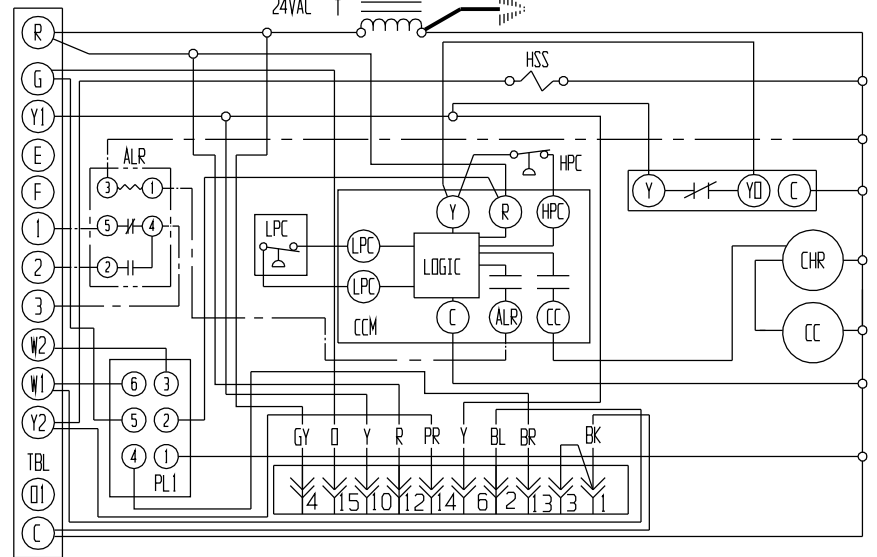 24VAC T
R
G
Y1
E
F
1
2
3
W2
W1
Y2
TBL
O1
C
HSS
ALR
3 1
5 4
2
HPC
Y YO C
LPC
Y R HPC
LPC
LOGIC
LPC
CCM
C ALR CC
CHR
CC
6 3
5 2
4 1
PL1
GY O Y R PR Y BL BR BK
4 15 10 12 14 6 2 13 3 1